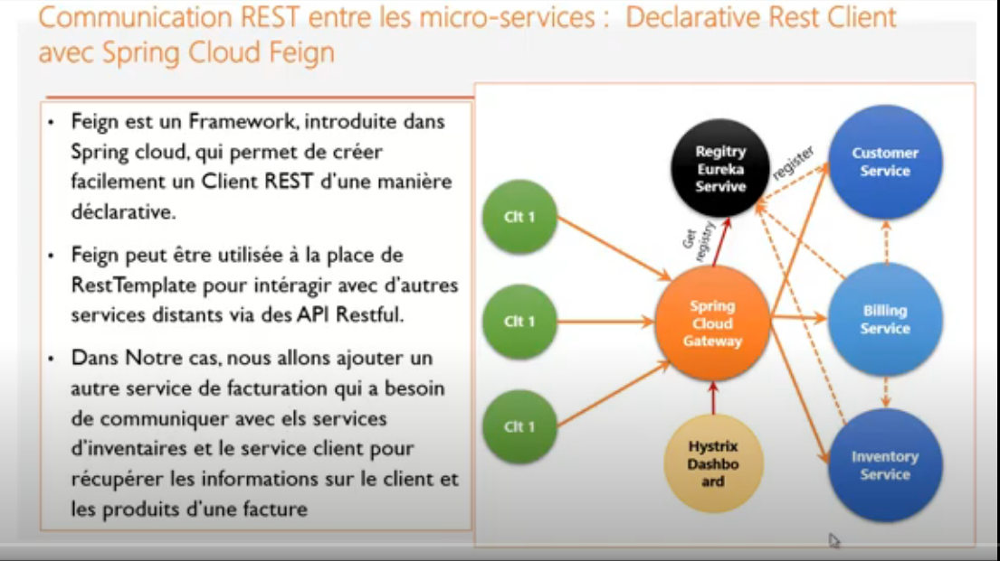 Communication REST entre les micro-services : Declarative Rest Client
avec Spring Cloud Feign
• Feign est un Framework, introduite dans
Spring cloud, qui permet de créer
facilement un Client REST d'une manière
déclarative.
• Feign peut être utilisée à la place de
RestTemplate pour intéragir avec d'autres
services distants via des API Restful.
• Dans Notre cas, nous allons ajouter un
autre service de facturation qui a besoin
de communiquer avec els services
d'inventaires et le service client pour
récupérer les informations sur le client et
les produits d'une facture
Clt 1
Clt 1
Clt 1
Regitry
Eureka
Servive
register
Get
registry
Spring
Cloud
Gateway
Hystrix
Dashbo
ard
Customer
Service
Billing
Service
Inventory
Service